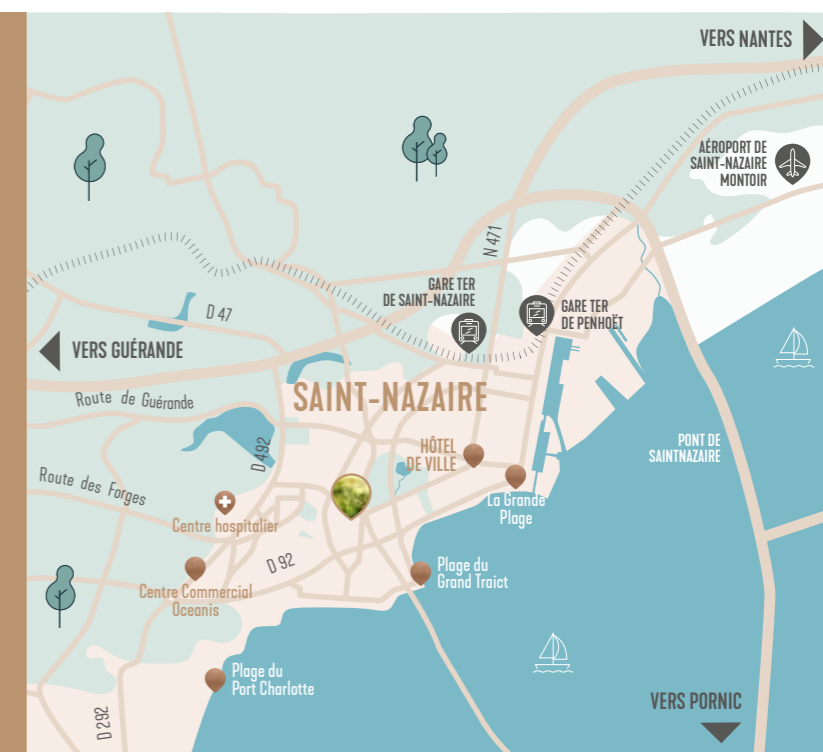 VERS NANTES
AÉROPORT DE
SAINT-NAZAIRE
MONTOIR
N 471
GARE TER
DE SAINT-NAZAIRE
GARE TER
DE PENHOËT
D 47
VERS GUÉRANDE
Route de Guérande
SAINT-NAZAIRE
D 492
HÔTEL
DE VILLE
PONT DE
SAINTNAZAIRE
Route des Forges
La Grande
Plage
Centre hospitalier
D 92
Plage du
Grand Traict
Centre Commercial
Oceanis
Plage du
Port Charlotte
VERS PORNIC
D 292